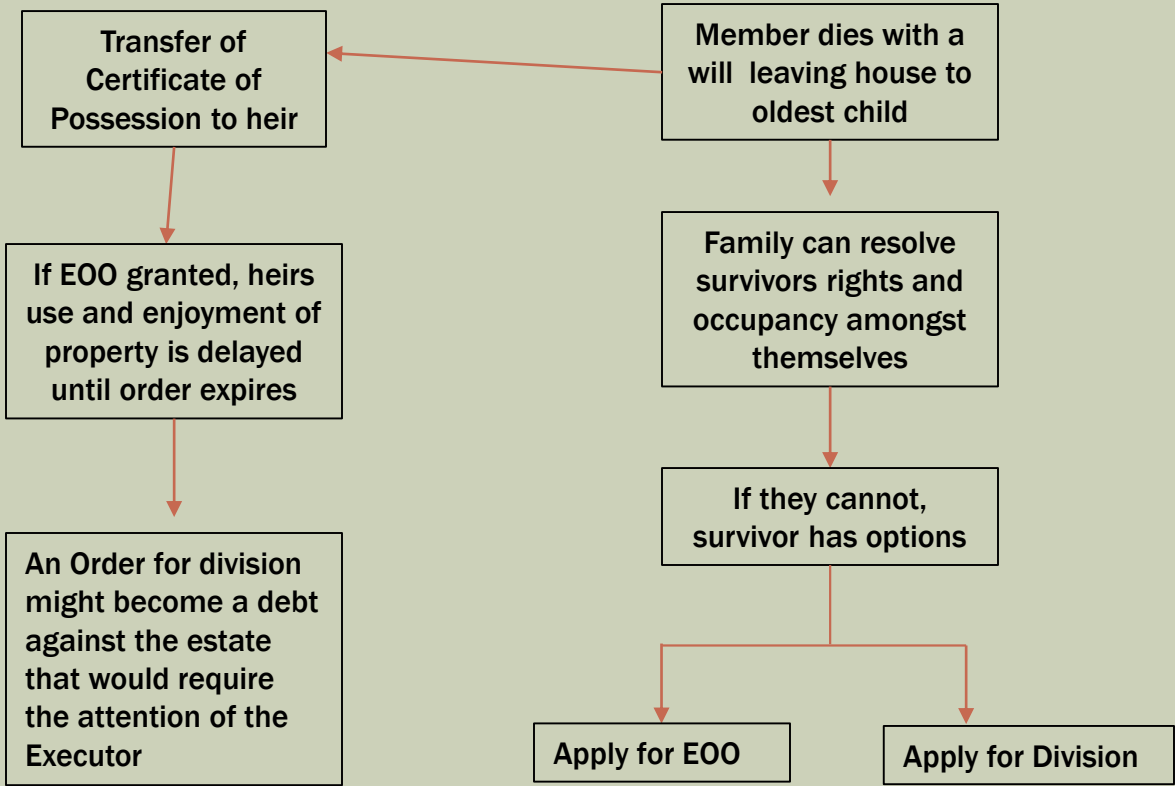 Transfer of
Certificate of
Possession to heir
Member dies with a
will leaving house to
oldest child
If EOO granted, heirs
use and enjoyment of
property is delayed
until order expires
Family can resolve
survivors rights and
occupancy amongst
themselves
If they cannot,
survivor has options
An Order for division
might become a debt
against the estate
that would require
the attention of the
Executor
Apply for EOO
Apply for Division